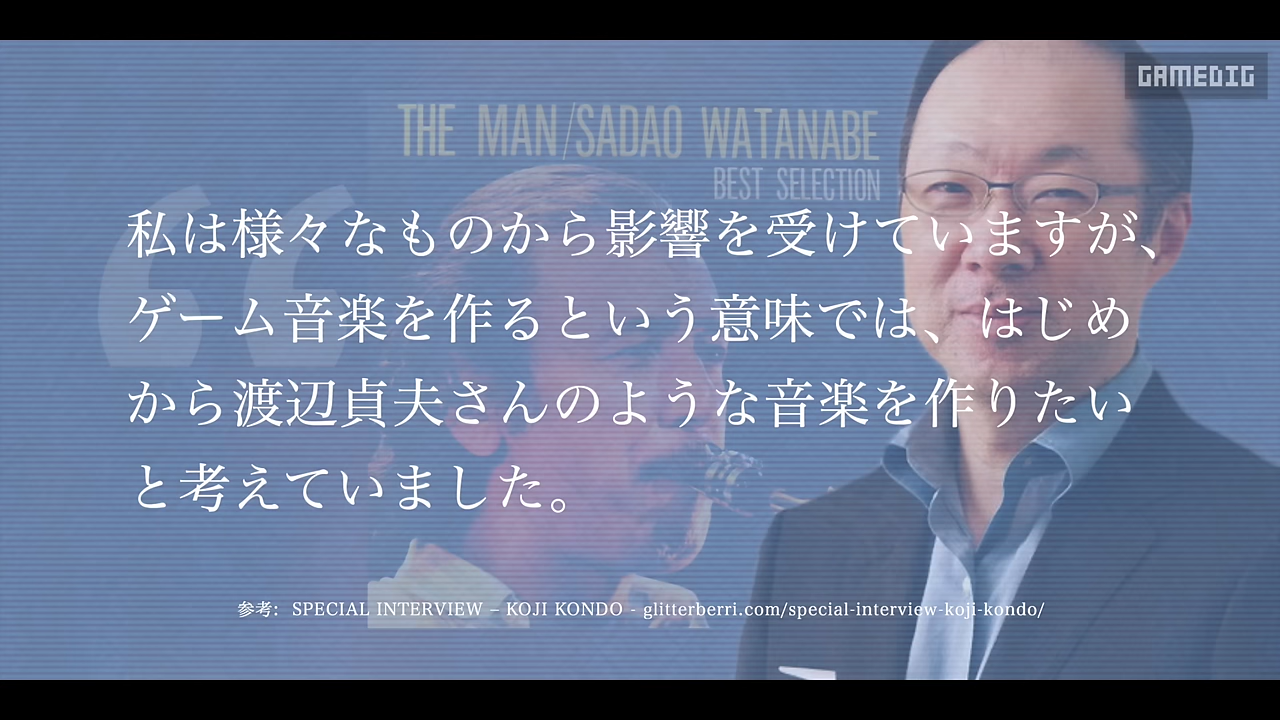 GAMEDIG
THE MAN/SADAO WATANABE
BEST SELECTION
私は様々なものから影響を受けていますが、
ゲーム音楽を作るという意味では、はじめ
から渡辺貞夫さんのような音楽を作りたい
と考えていました。
参考: SPECIAL INTERVIEW – KOJI KONDO - glitterberri.com/special-interview-koji-kondo/